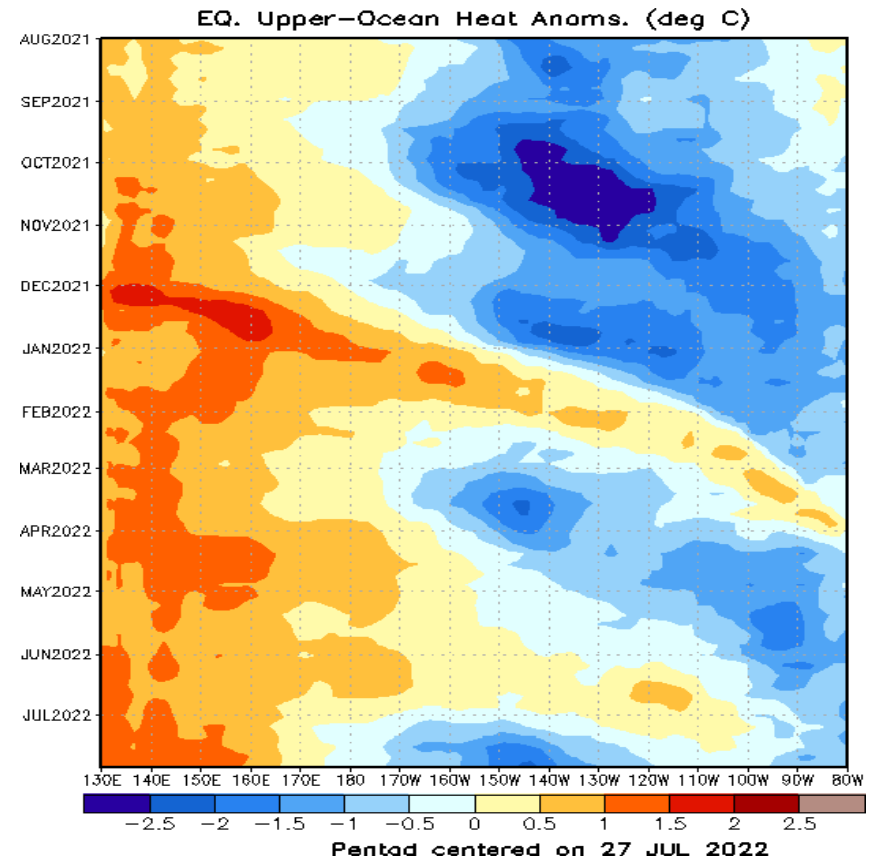 EQ. Upper-Ocean Heat Anoms. (deg C)
AUG2021
SEP2021
OCT2021
NOV2021
DEC2021
JAN2022
FEB2022
MAR2022
APR2022
MAY2022
JUN2022
JUL2022
130E 140E 150E 160E 170E 180 170W 160W 150W 140W 130W 120W 110W 100W 90W 80W
-2.5 -2 -1.5 -1 -0.5 0 0.5 1 1.5 2 2.5
Pentad centered on 27 JUL 2022